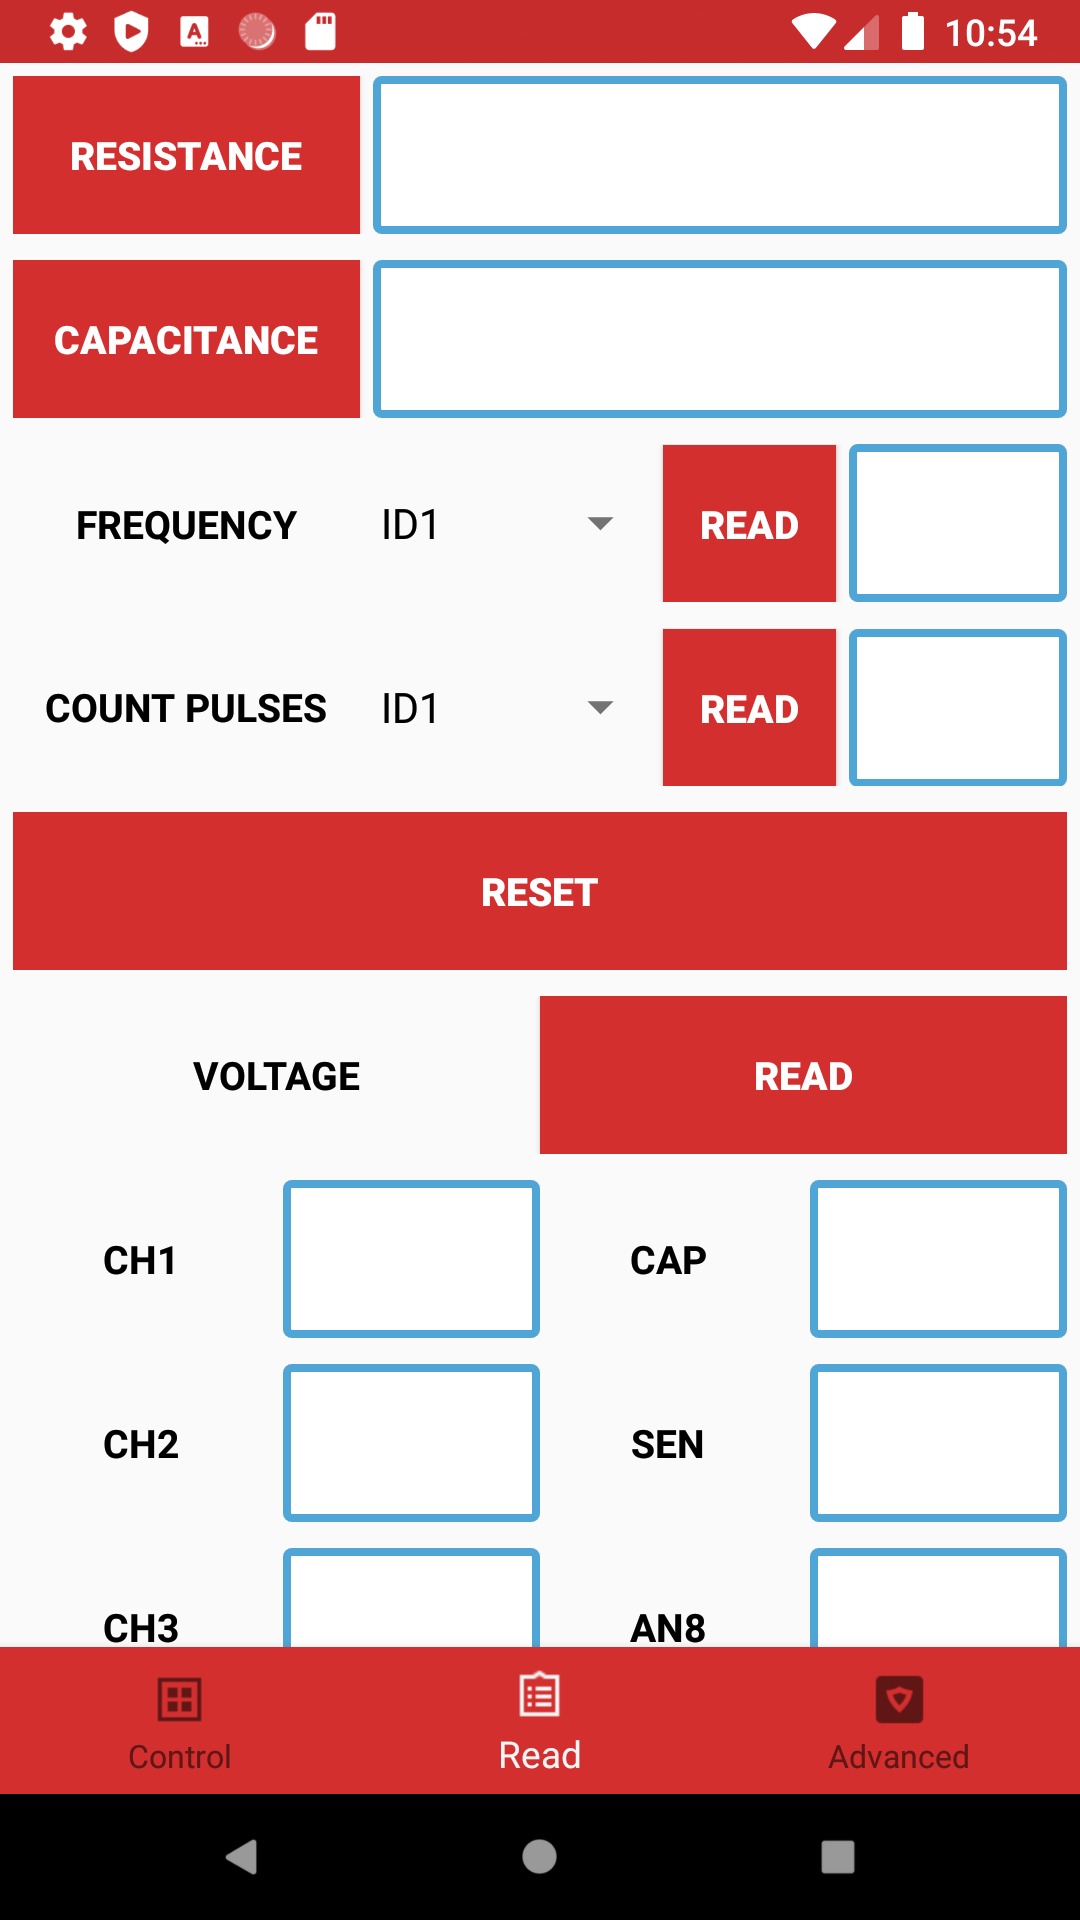 10:54
RESISTANCE
CAPACITANCE
FREQUENCY ID1 READ
COUNT PULSES ID1 READ
RESET
VOLTAGE READ
CH1 CAP
CH2 SEN
CH3 AN8
Control Read Advanced